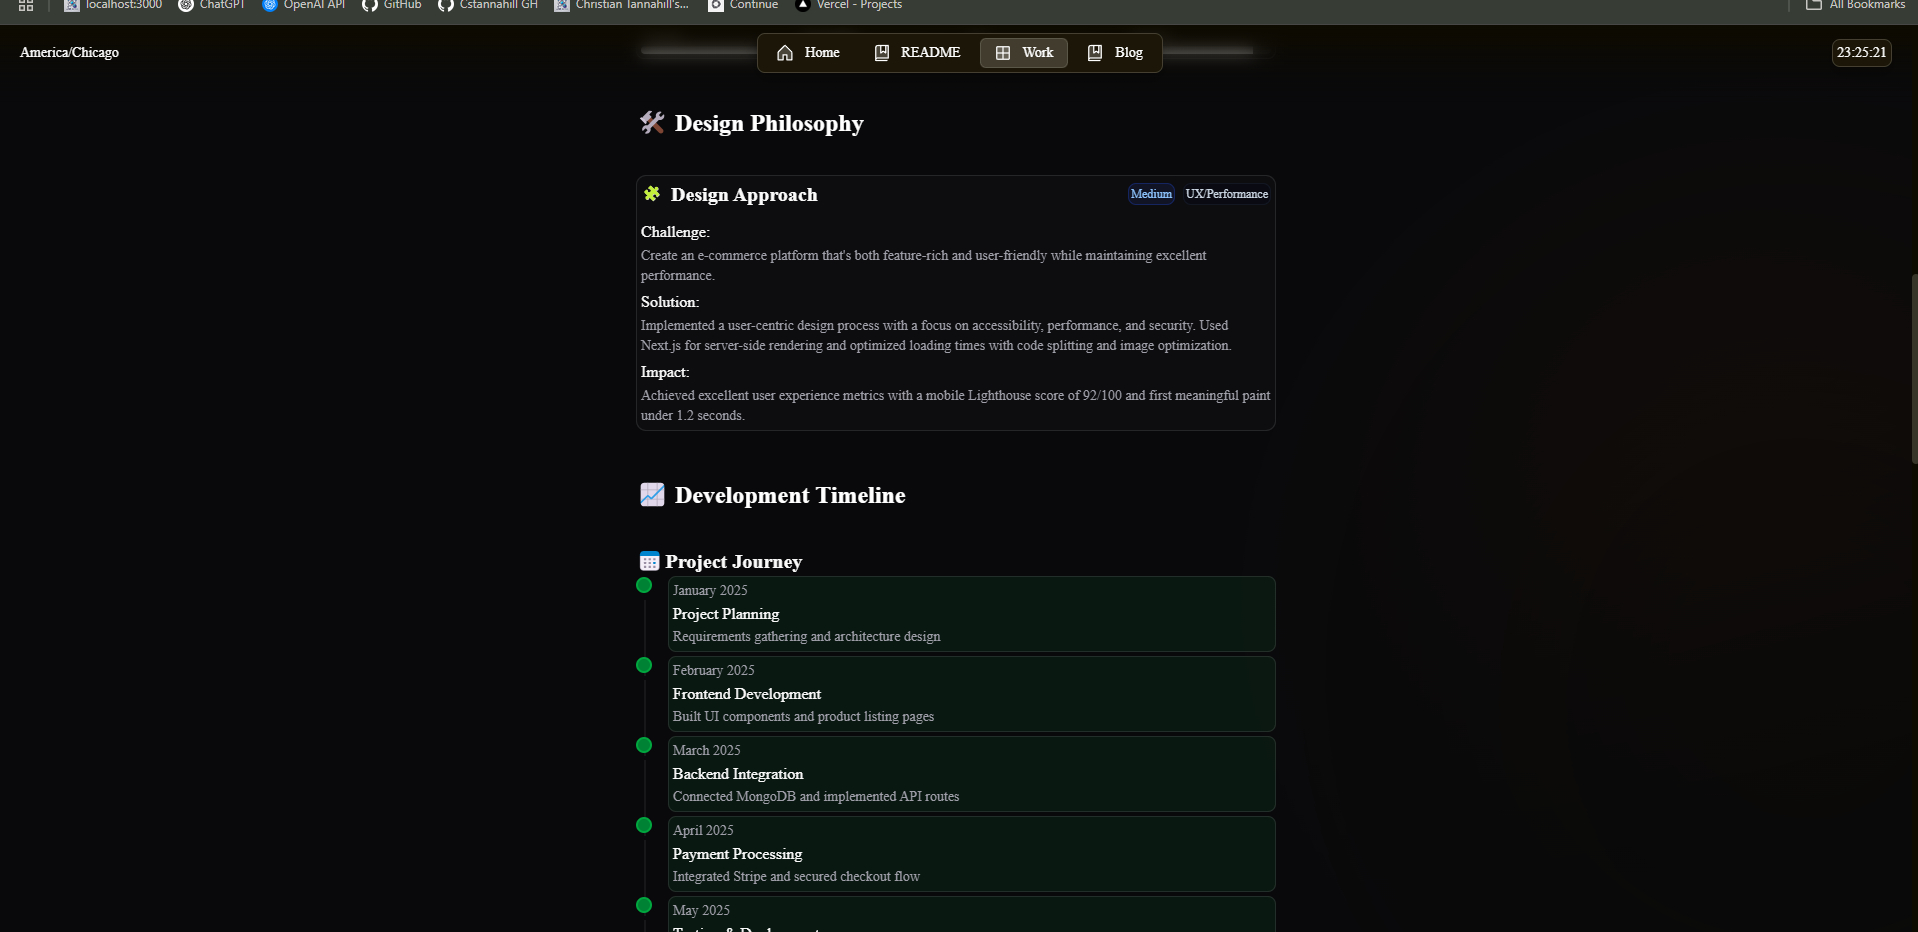 localhost:3000 ChatGPT OpenAI API GitHub Cstannahill GH Christian Tannahill's... Continue Vercel - Projects All Bookmarks
America/Chicago Home README Work Blog 23:25:21
Design Philosophy
Design Approach Medium UX/Performance
Challenge:
Create an e-commerce platform that's both feature-rich and user-friendly while maintaining excellent
performance.
Solution:
Implemented a user-centric design process with a focus on accessibility, performance, and security. Used
Next.js for server-side rendering and optimized loading times with code splitting and image optimization.
Impact:
Achieved excellent user experience metrics with a mobile Lighthouse score of 92/100 and first meaningful paint
under 1.2 seconds.
Development Timeline
Project Journey
January 2025
Project Planning
Requirements gathering and architecture design
February 2025
Frontend Development
Built UI components and product listing pages
March 2025
Backend Integration
Connected MongoDB and implemented API routes
April 2025
Payment Processing
Integrated Stripe and secured checkout flow
May 2025